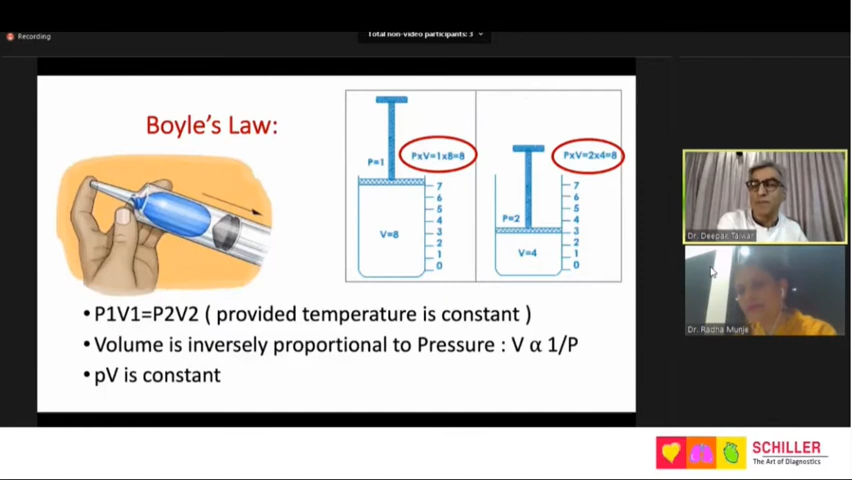 Recording
Total non-video participants: 3
Boyle's Law:
PxV=1x8=8
P=1
7
6
5
4
3
2
1
0
V=8
PxV=2x4=8
P=2
7
6
5
4
3
2
1
0
V=4
• P1V1=P2V2 ( provided temperature is constant )
• Volume is inversely proportional to Pressure : V α 1/P
• pV is constant
Dr. Deepak Talwar
Dr. Radha Munje
SCHILLER
The Art of Diagnostics